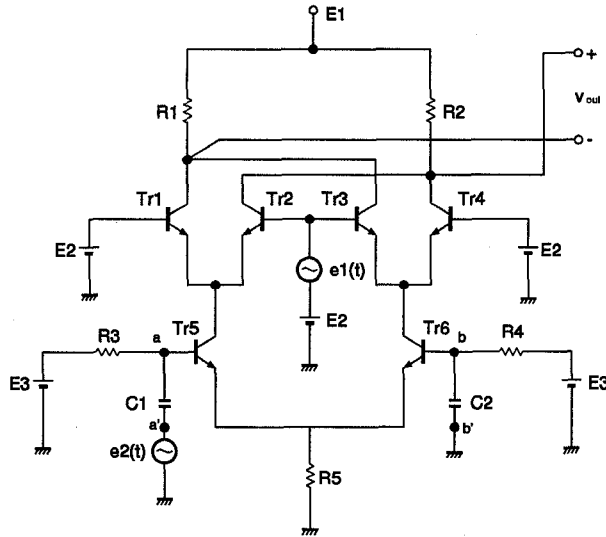 E1
R1
R2
+
Vout
-
Tr1
Tr2
Tr3
Tr4
E2
e1(t)
E2
E2
R3
a
Tr5
Tr6
b
R4
E3
C1
C2
E3
a'
b'
e2(t)
R5